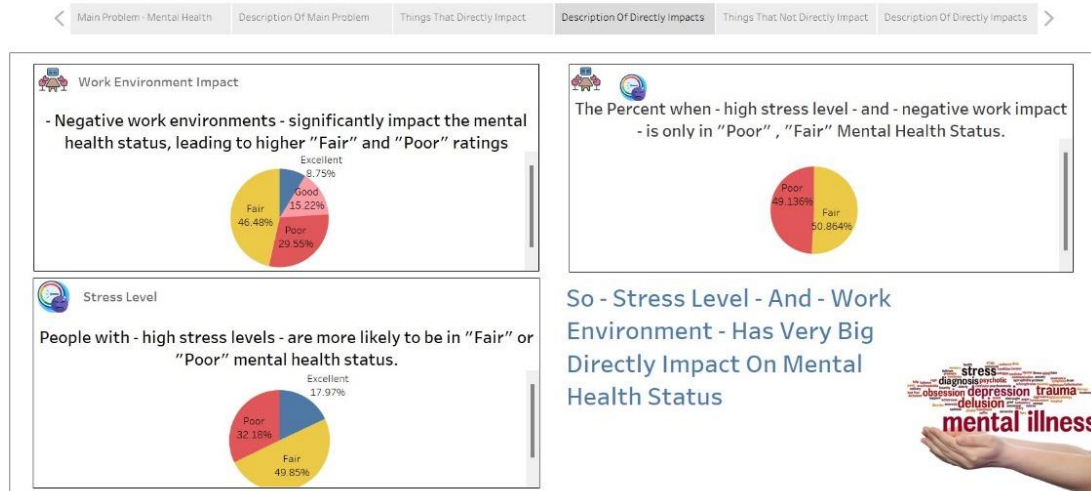 Main Problem - Mental Health
Description Of Main Problem
Things That Directly Impact
Description Of Directly Impacts
Things That Not Directly Impact
Description Of Directly Impacts
Work Environment Impact
- Negative work environments - significantly impact the mental
health status, leading to higher "Fair" and "Poor" ratings
Excellent
8.75%
Good
15.22%
Fair
46.48%
Poor
29.55%
The Percent when - high stress level - and - negative work impact
- is only in "Poor" , "Fair" Mental Health Status.
Poor
49.136%
Fair
50.864%
Stress Level
People with - high stress levels - are more likely to be in "Fair" or
"Poor" mental health status.
Excellent
17.97%
Poor
32.18%
Fair
49.85%
So - Stress Level - And - Work
Environment - Has Very Big
Directly Impact On Mental
Health Status
stress
diagnosis psychotic
obsession depression trauma
delusion
mental illness